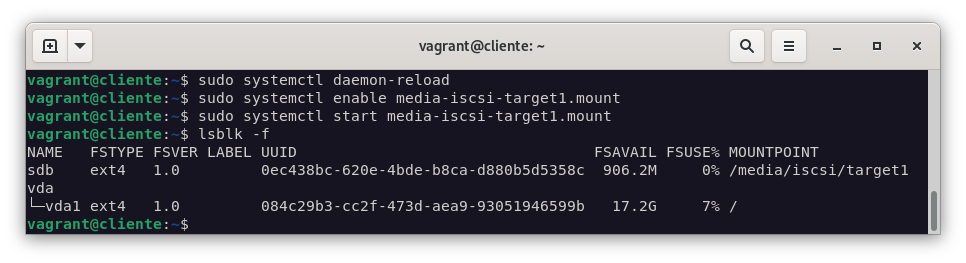 vagrant@cliente: ~
vagrant@cliente:~$ sudo systemctl daemon-reload
vagrant@cliente:~$ sudo systemctl enable media-iscsi-target1.mount
vagrant@cliente:~$ sudo systemctl start media-iscsi-target1.mount
vagrant@cliente:~$ lsblk -f
NAME   FSTYPE FSVER LABEL UUID                                 FSAVAIL FSUSE% MOUNTPOINT
sdb    ext4   1.0         0ec438bc-620e-4bde-b8ca-d880b5d5358c  906.2M     0% /media/iscsi/target1
vda
└─vda1 ext4   1.0         084c29b3-cc2f-473d-aea9-93051946599b   17.2G     7% /
vagrant@cliente:~$